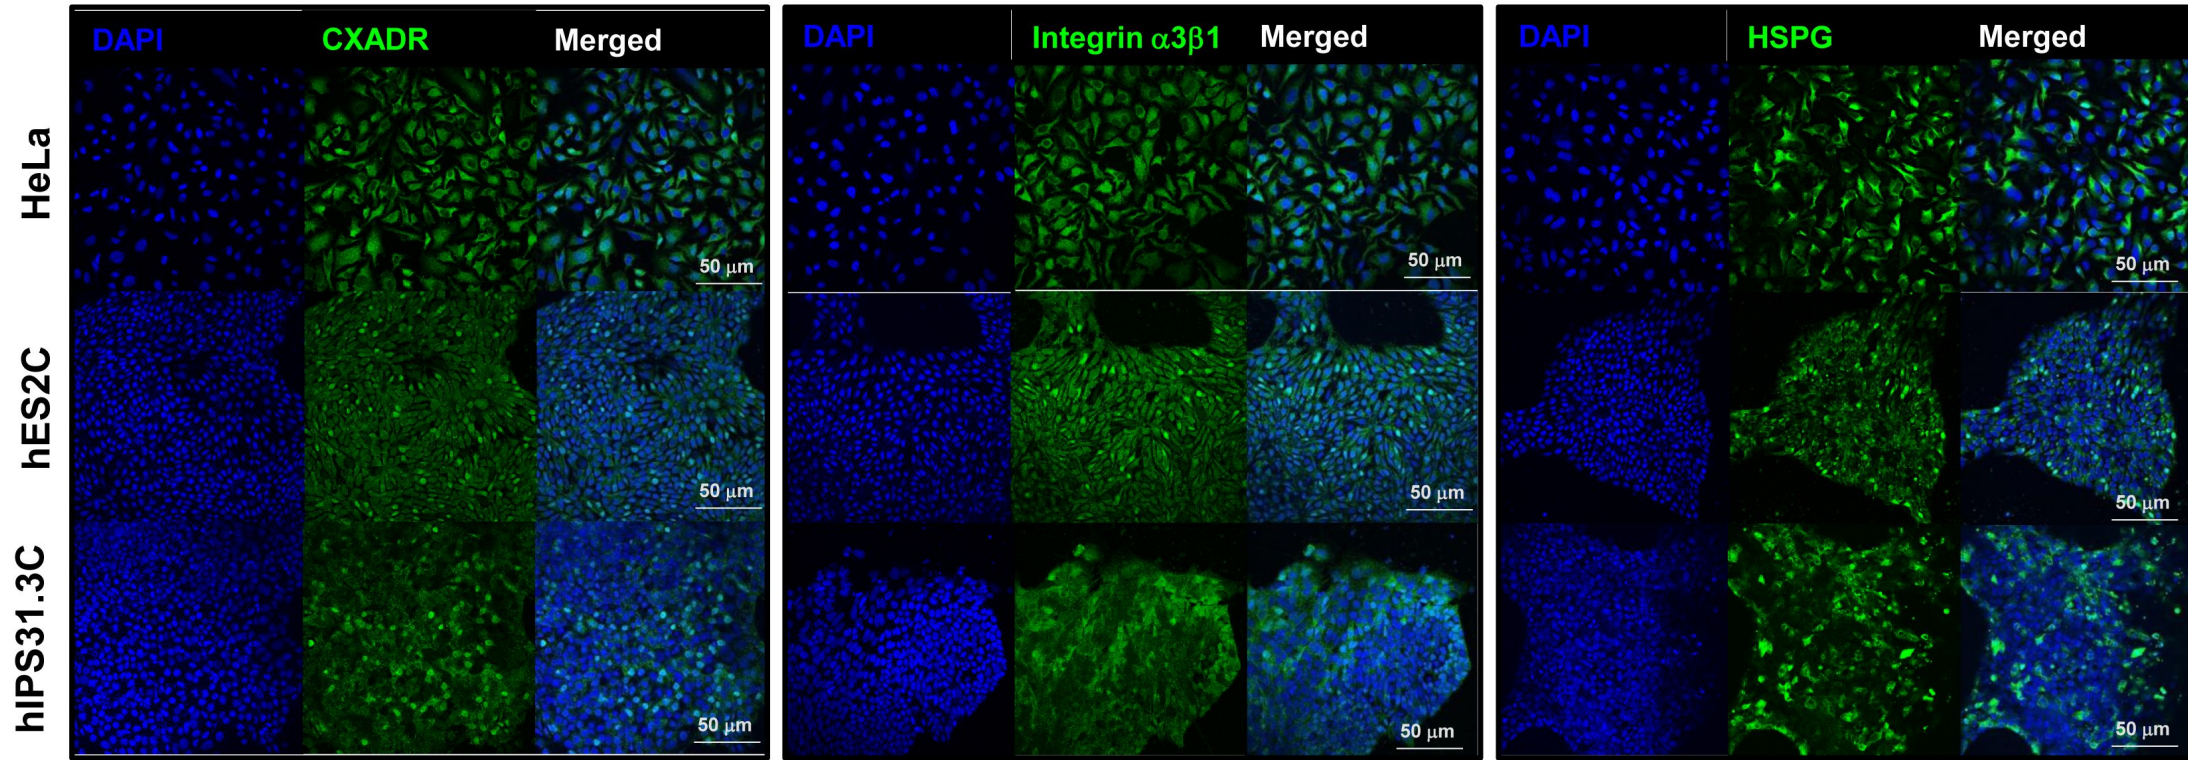 DAPI CXADR Merged DAPI Integrin α3β1 Merged DAPI HSPG Merged
HeLa
50 μm 50 μm 50 μm
hES2C
50 μm 50 μm 50 μm
hIPS31.3C
50 μm 50 μm 50 μm